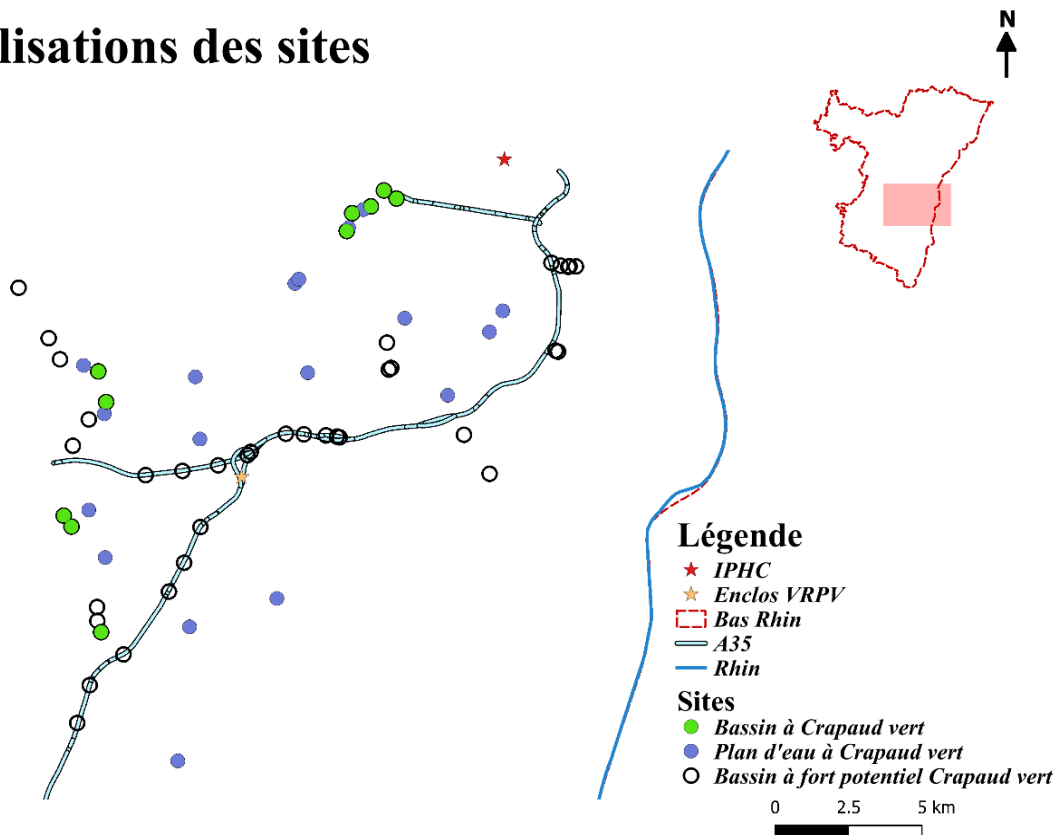 lisations des sites
N
Légende
IPHC
Enclos VRPV
Bas Rhin
A35
Rhin
Sites
Bassin à Crapaud vert
Plan d'eau à Crapaud vert
Bassin à fort potentiel Crapaud vert
0 2.5 5 km